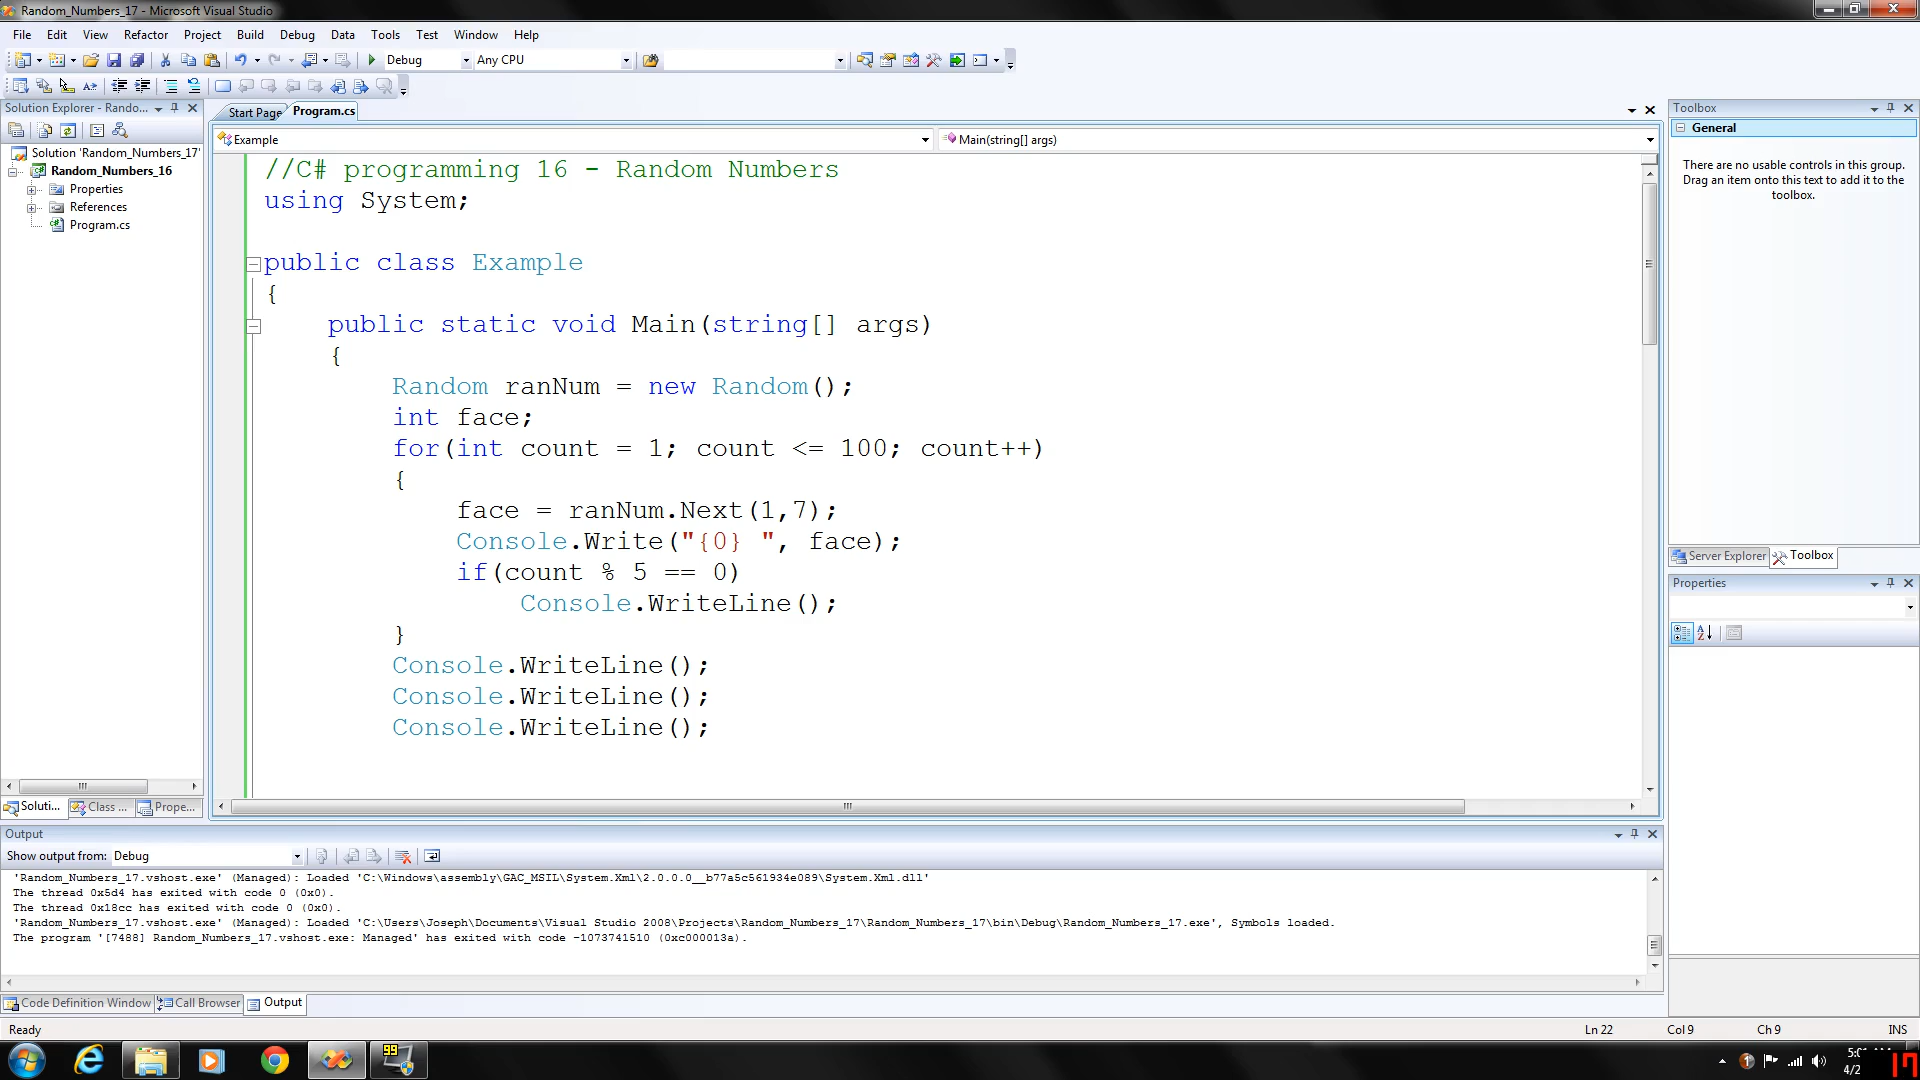 Random_Numbers_17 - Microsoft Visual Studio
File Edit View Refactor Project Build Debug Data Tools Test Window Help
Debug Any CPU
Solution Explorer - Rando...
Start Page Program.cs
Toolbox
Example Main(string[] args)
General
There are no usable controls in this group. Drag an item onto this text to add it to the toolbox.
Solution 'Random_Numbers_17'
Random_Numbers_16
Properties
References
Program.cs
//C# programming 16 - Random Numbers
using System;
public class Example
{
public static void Main(string[] args)
{
Random ranNum = new Random();
int face;
for(int count = 1; count <= 100; count++)
{
face = ranNum.Next(1,7);
Console.Write("{0} ", face);
if(count % 5 == 0)
Console.WriteLine();
}
Console.WriteLine();
Console.WriteLine();
Console.WriteLine();
Server Explorer Toolbox
Properties
Soluti... Class ... Prope...
Output
Show output from: Debug
'Random_Numbers_17.vshost.exe' (Managed): Loaded 'C:\Windows\assembly\GAC_MSIL\System.Xml\2.0.0.0__b77a5c561934e089\System.Xml.dll'
The thread 0x5d4 has exited with code 0 (0x0).
The thread 0x18cc has exited with code 0 (0x0).
'Random_Numbers_17.vshost.exe' (Managed): Loaded 'C:\Users\Joseph\Documents\Visual Studio 2008\Projects\Random_Numbers_17\Random_Numbers_17\bin\Debug\Random_Numbers_17.exe', Symbols loaded.
The program '[7488] Random_Numbers_17.vshost.exe: Managed' has exited with code -1073741510 (0xc000013a).
Code Definition Window Call Browser Output
Ready Ln 22 Col 9 Ch 9 INS
99
17